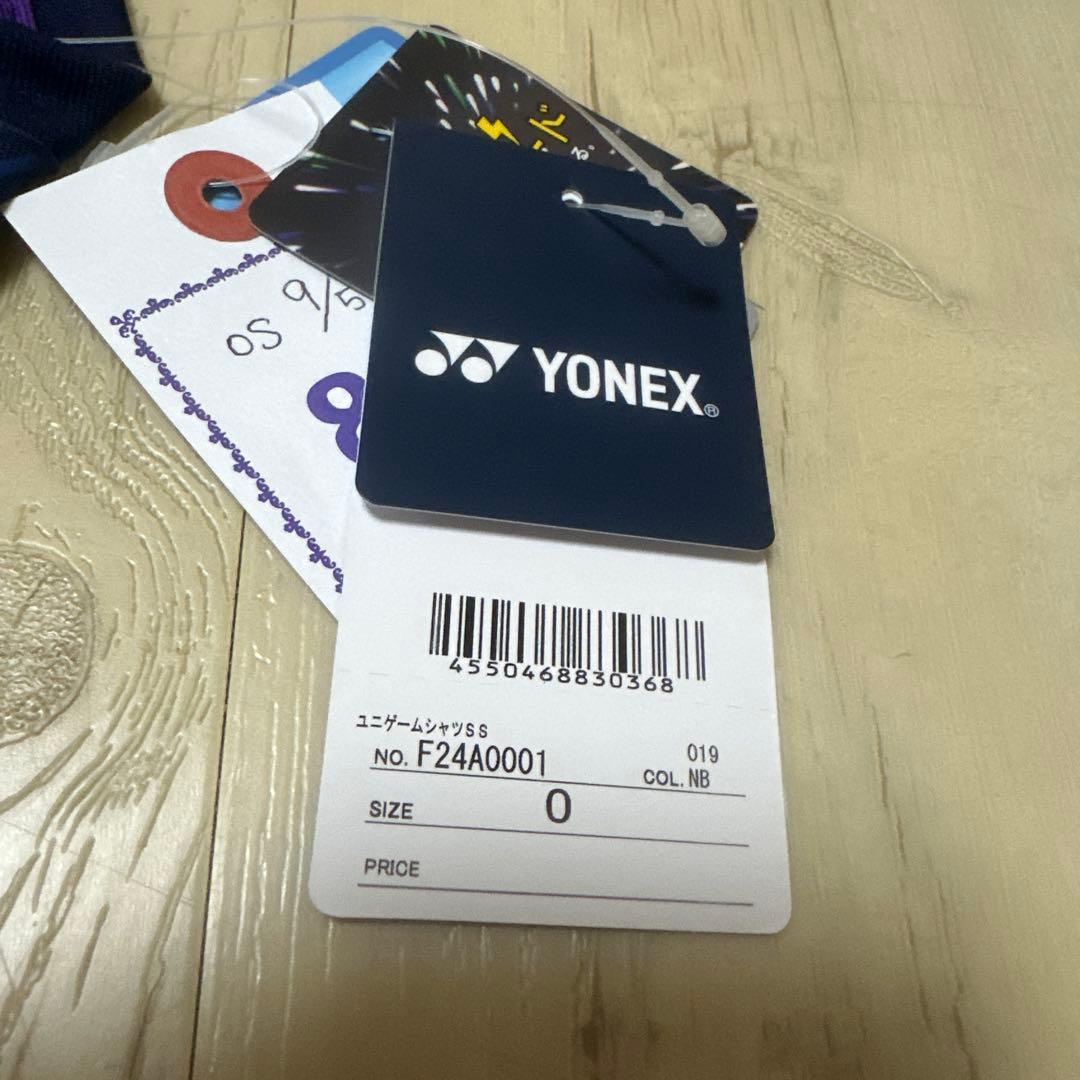 OS 9/5
YONEX®
4550468830368
ユニゲームシャツSS
NO. F24A0001
019
COL. NB
SIZE 0
PRICE